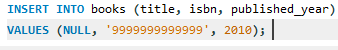 INSERT INTO books (title, isbn, published_year)
VALUES (NULL, '9999999999999', 2010);